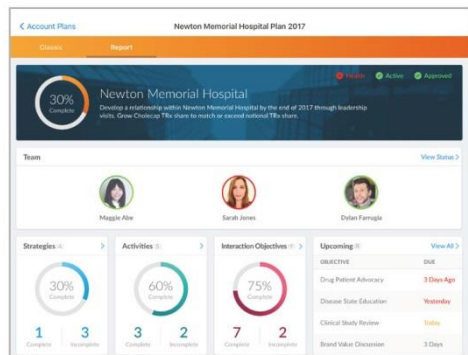 Account Plans
Newton Memorial Hospital Plan 2017
Classic
Report
Health
Active
Approved
30%
Complete
Newton Memorial Hospital
Develop a relationship within Newton Memorial Hospital by the end of 2017 through leadership
visits. Grow Cholecap TRx share to match or exceed national TRx share.
Team
View Status
Maggie Abe
Sarah Jones
Dylan Farrugia
Strategies 4
30%
Complete
1
Complete
3
Incomplete
Activities 5
60%
Complete
3
Complete
2
Incomplete
Interaction Objectives
75%
Complete
7
Complete
2
Incomplete
Upcoming
View All
OBJECTIVE
DUE
Drug Patient Advocacy
3 Days Ago
Disease State Education
Yesterday
Clinical Study Review
Today
Brand Value Discussion
3 Days